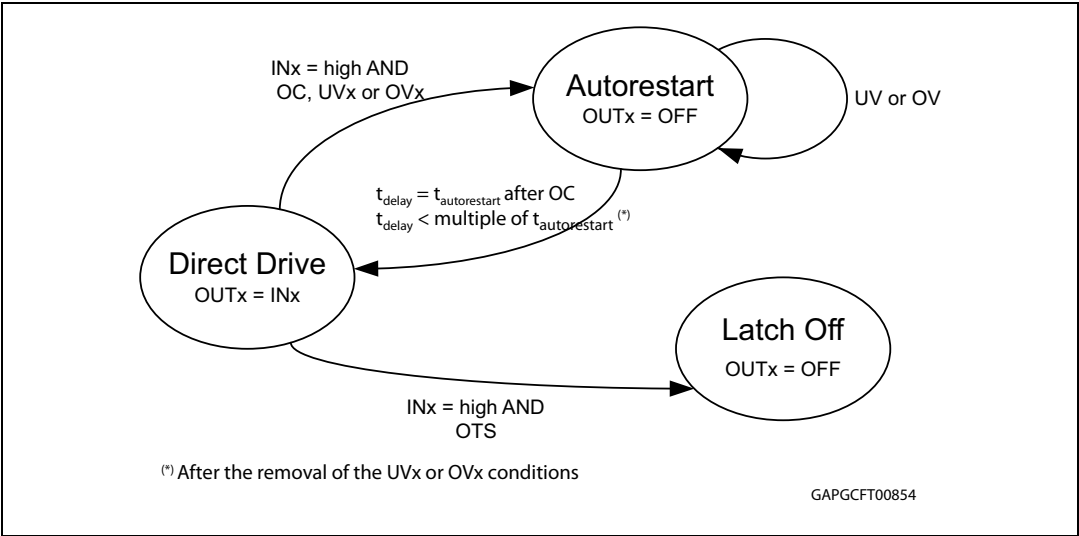 INx = high AND
OC, UVx or OVx
Autorestart
OUTx = OFF
UV or OV
tdelay = tautorestart after OC
tdelay < multiple of tautorestart (*)
Direct Drive
OUTx = INx
Latch Off
OUTx = OFF
INx = high AND
OTS
(*) After the removal of the UVx or OVx conditions
GAPGCFT00854